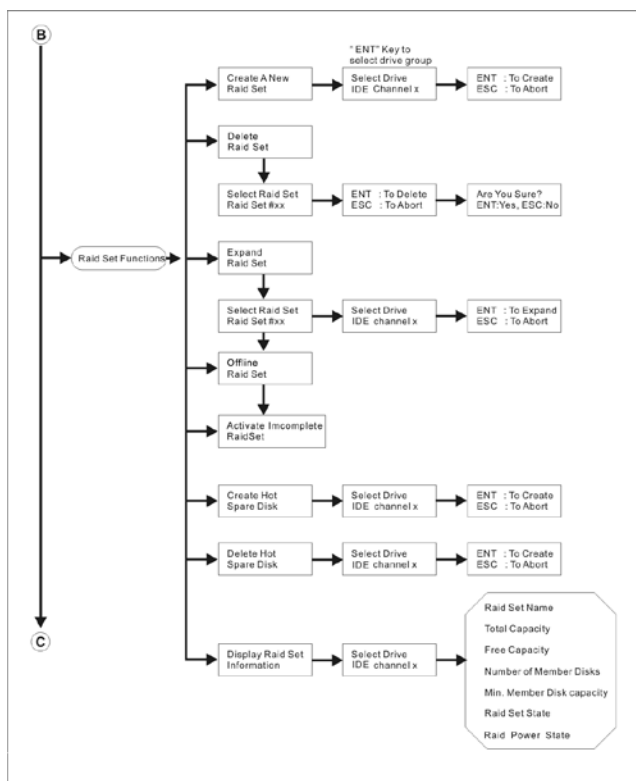 B
"ENT" Key to
select drive group
Create A New
Raid Set
Select Drive
IDE Channel x
ENT : To Create
ESC : To Abort
Delete
Raid Set
Select Raid Set
Raid Set #xx
ENT : To Delete
ESC : To Abort
Are You Sure?
ENT:Yes, ESC:No
Raid Set Functions
Expand
Raid Set
Select Raid Set
Raid Set #xx
Select Drive
IDE channel x
ENT : To Expand
ESC : To Abort
Offline
Raid Set
Activate Imcomplete
RaidSet
Create Hot
Spare Disk
Select Drive
IDE channel x
ENT : To Create
ESC : To Abort
Delete Hot
Spare Disk
Select Drive
IDE channel x
ENT : To Create
ESC : To Abort
C
Display Raid Set
Information
Select Drive
IDE channel x
Raid Set Name
Total Capacity
Free Capacity
Number of Member Disks
Min. Member Disk capacity
Raid Set State
Raid Power State